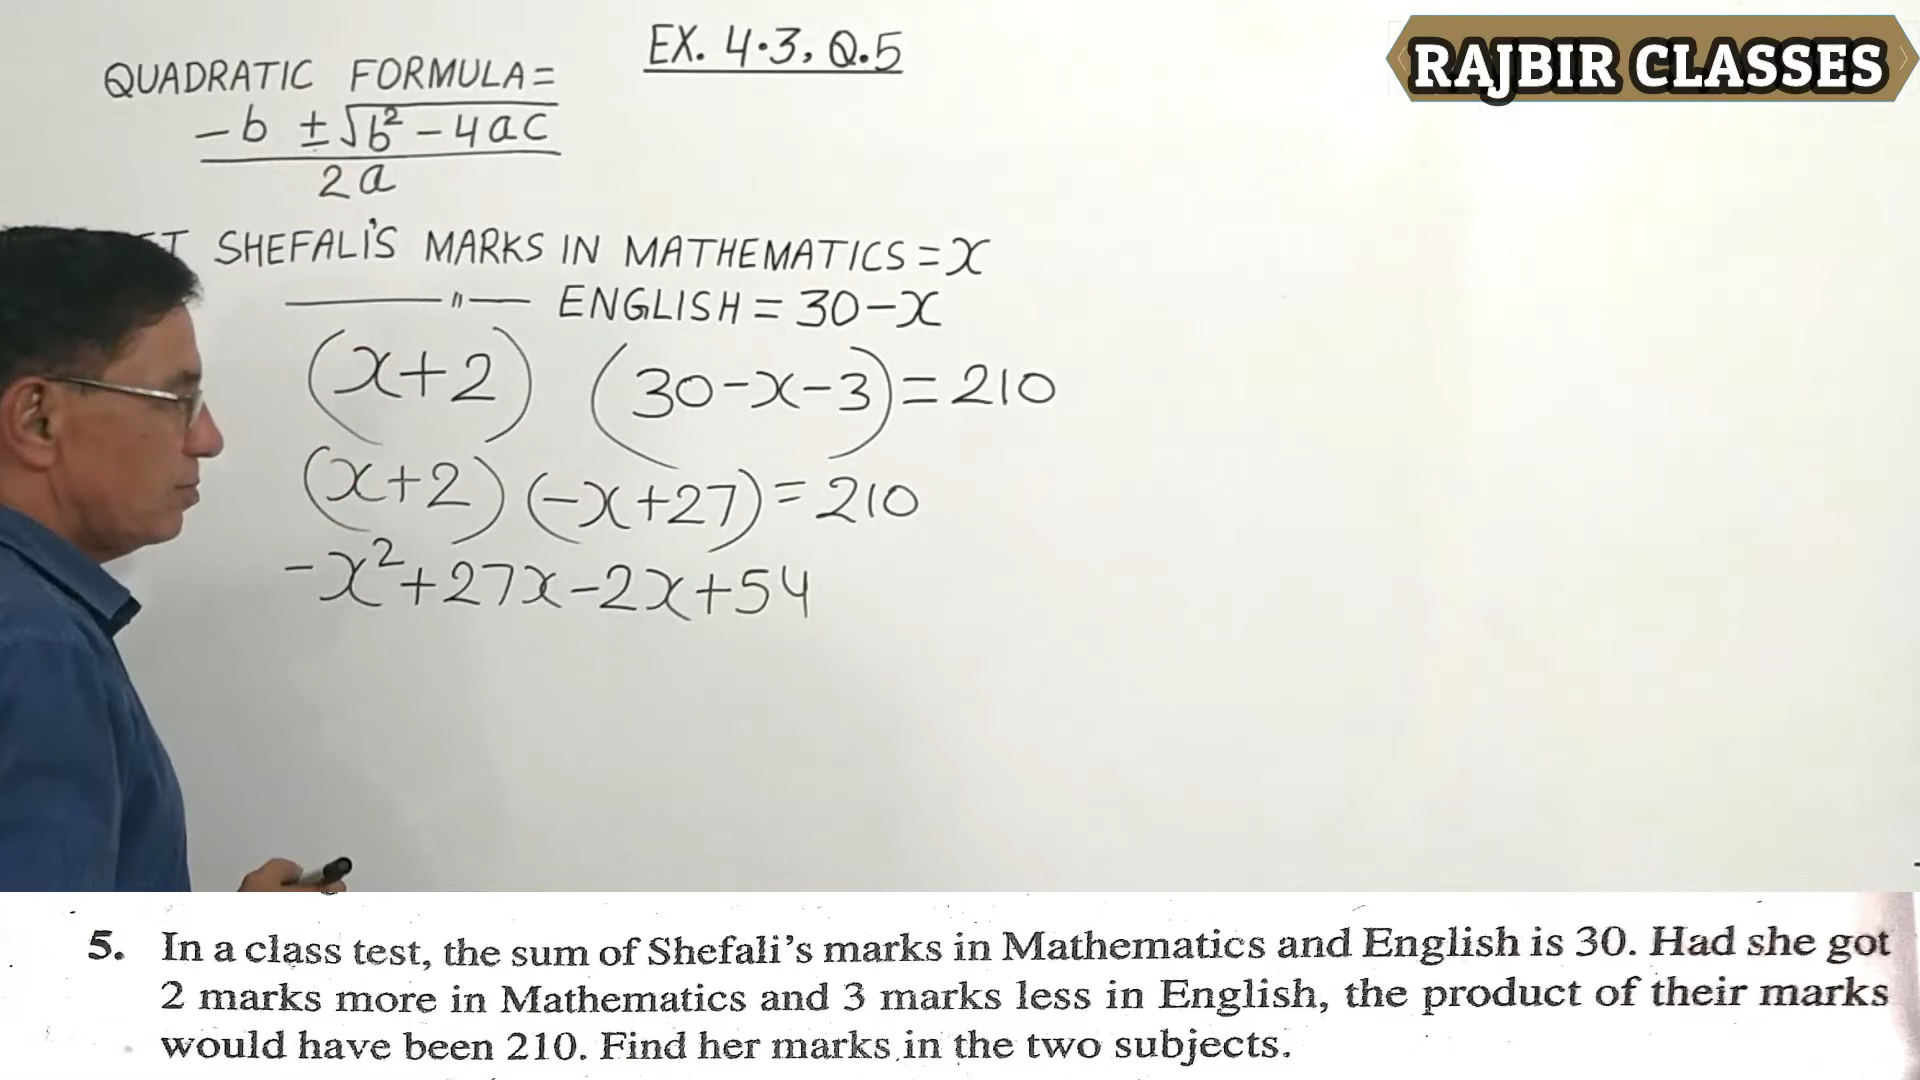 EX. 4.3, Q.5
RAJBIR CLASSES
QUADRATIC FORMULA =
-b ±√b² - 4ac
2a
SHEFALI'S MARKS IN MATHEMATICS = x
——"— ENGLISH = 30-x
(x+2) (30-x-3) = 210
(x+2) (-x+27) = 210
-x²+27x-2x+54
5. In a class test, the sum of Shefali's marks in Mathematics and English is 30. Had she got
2 marks more in Mathematics and 3 marks less in English, the product of their marks
would have been 210. Find her marks in the two subjects.